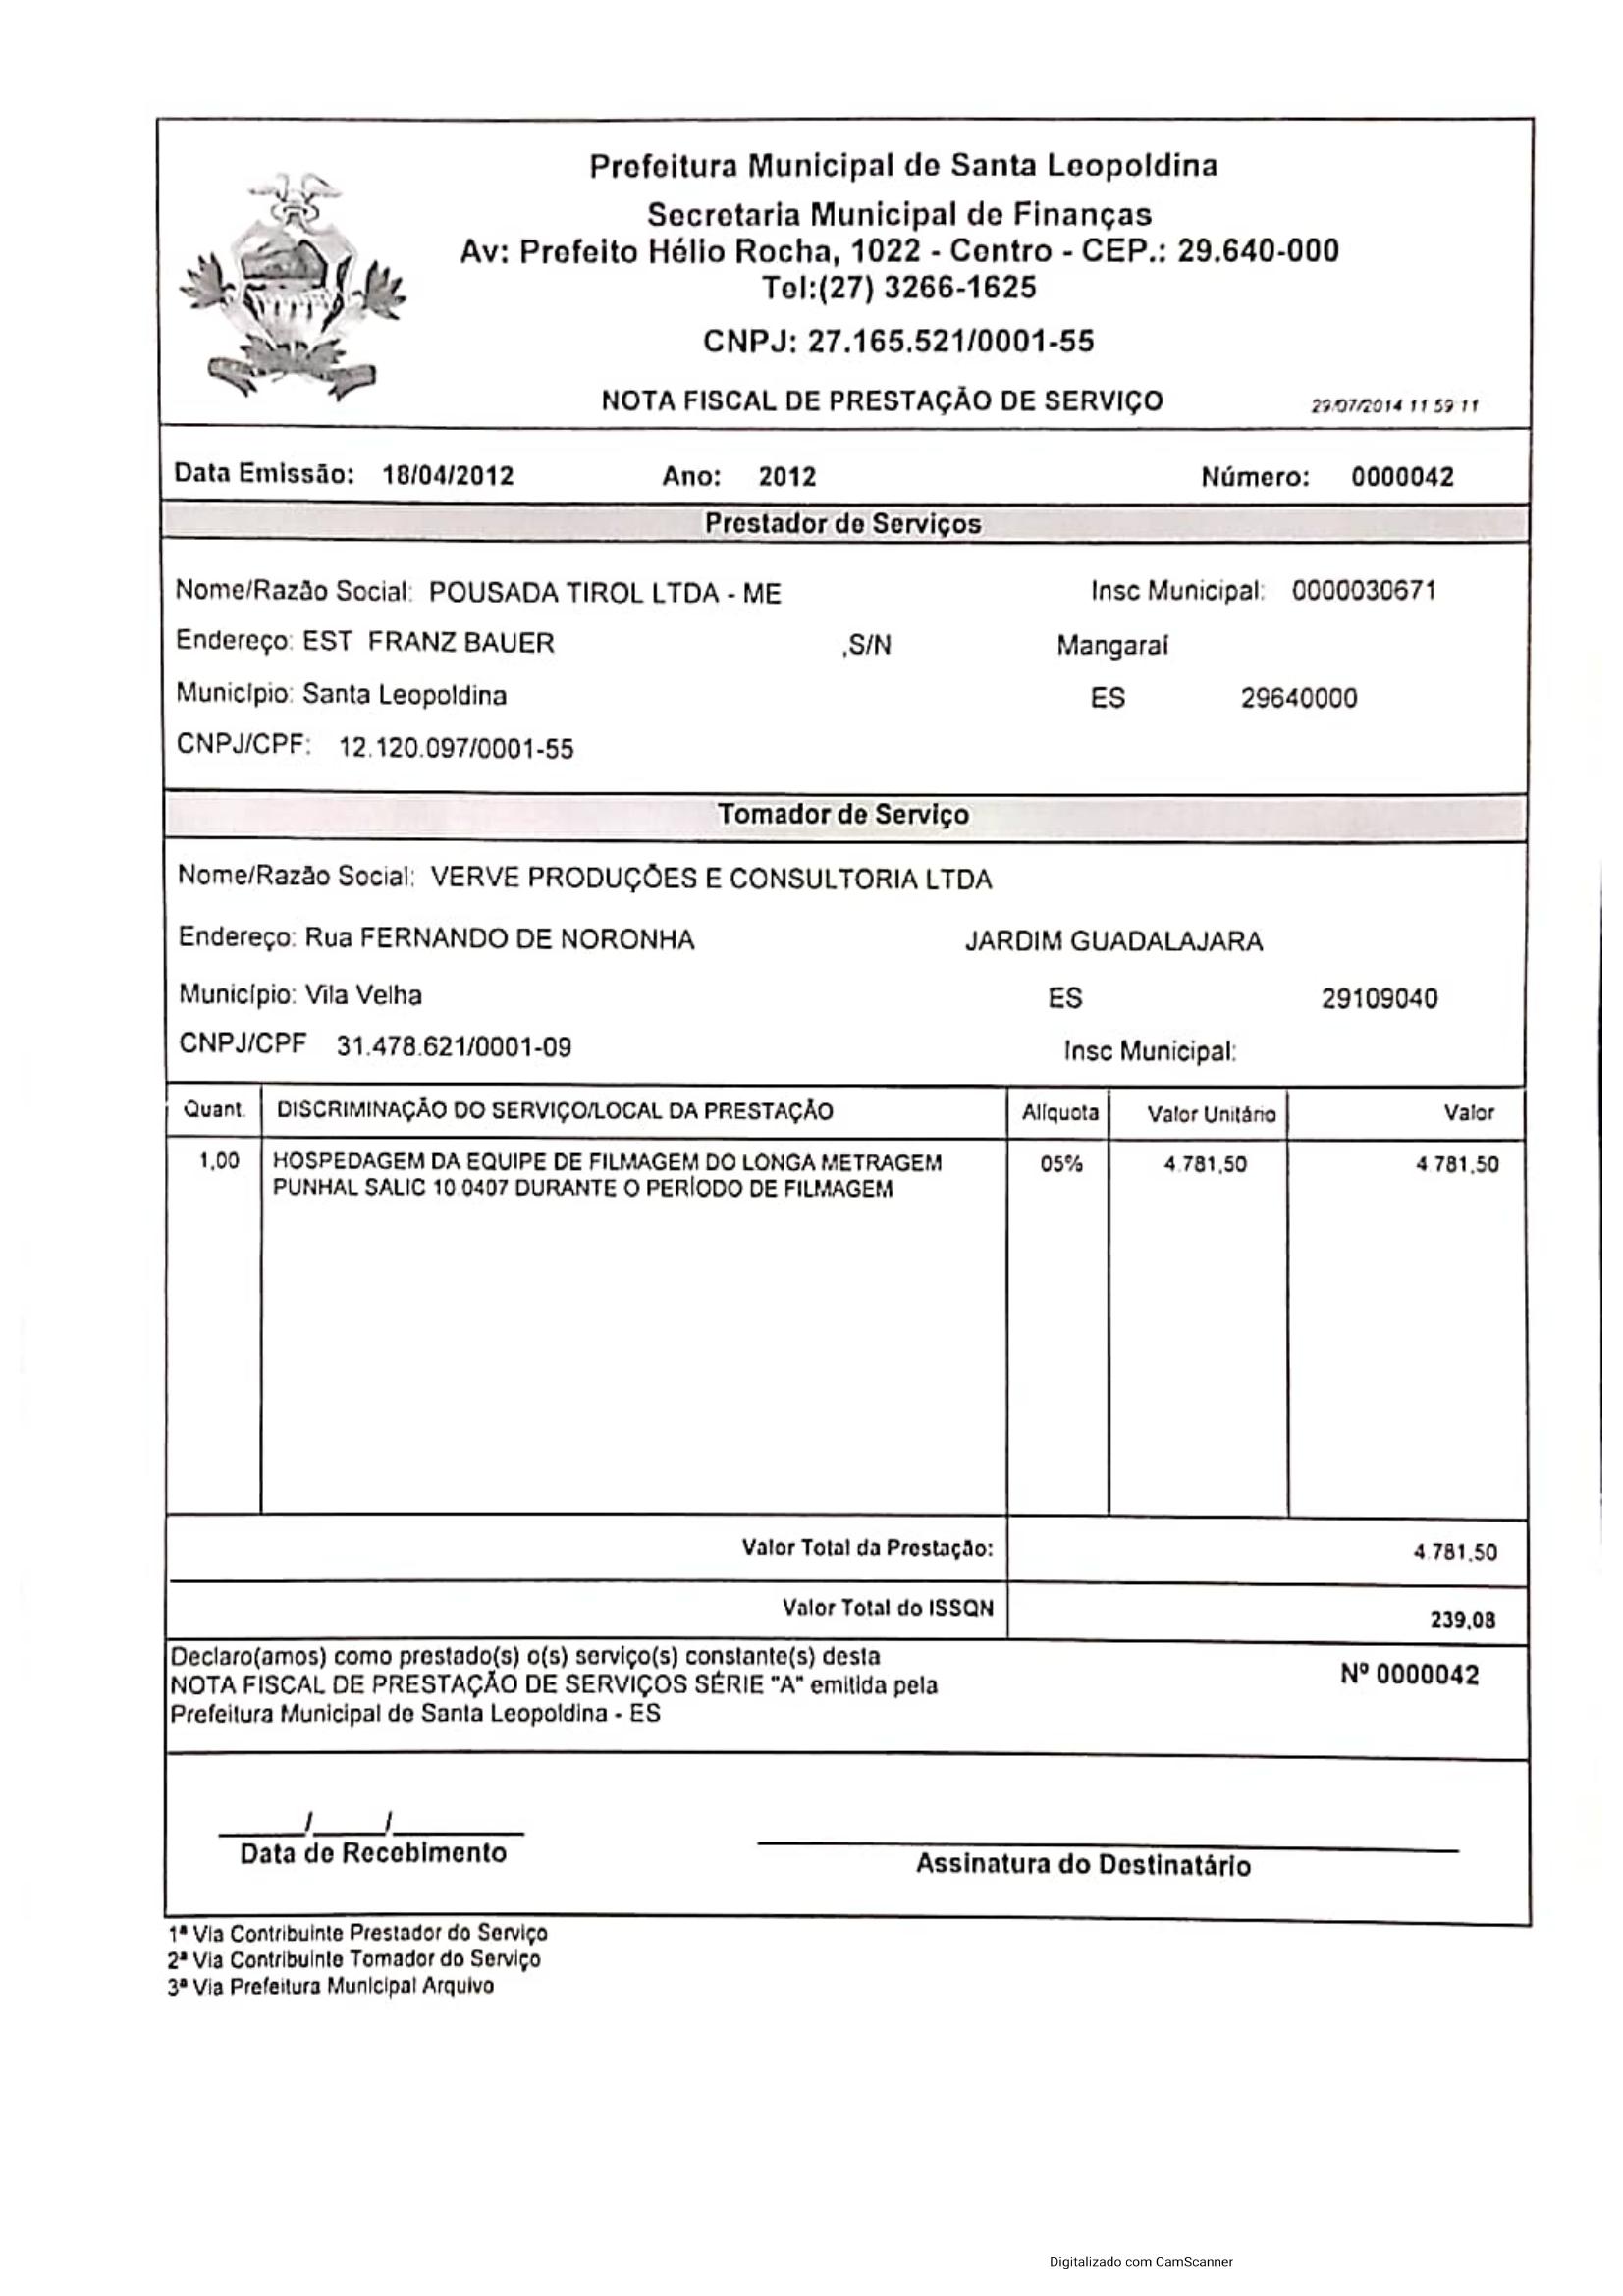 Prefeitura Municipal de Santa Leopoldina
Secretaria Municipal de Finanças
Av: Prefeito Hélio Rocha, 1022 - Centro - CEP.: 29.640-000
Tel:(27) 3266-1625
CNPJ: 27.165.521/0001-55
NOTA FISCAL DE PRESTAÇÃO DE SERVIÇO 29/07/2014 11 59 11
Data Emissão: 18/04/2012 Ano: 2012 Número: 0000042
Prestador de Serviços
Nome/Razão Social: POUSADA TIROL LTDA - ME Insc Municipal: 0000030671
Endereço: EST FRANZ BAUER ,S/N Mangaraí
Município: Santa Leopoldina ES 29640000
CNPJ/CPF: 12.120.097/0001-55
Tomador de Serviço
Nome/Razão Social: VERVE PRODUÇÕES E CONSULTORIA LTDA
Endereço: Rua FERNANDO DE NORONHA JARDIM GUADALAJARA
Município: Vila Velha ES 29109040
CNPJ/CPF 31.478.621/0001-09 Insc Municipal:
Quant. DISCRIMINAÇÃO DO SERVIÇO/LOCAL DA PRESTAÇÃO Alíquota Valor Unitário Valor
1,00 HOSPEDAGEM DA EQUIPE DE FILMAGEM DO LONGA METRAGEM 05% 4.781,50 4.781,50
PUNHAL SALIC 10.0407 DURANTE O PERÍODO DE FILMAGEM
Valor Total da Prestação: 4.781,50
Valor Total do ISSQN 239,08
Declaro(amos) como prestado(s) o(s) serviço(s) constante(s) desta
NOTA FISCAL DE PRESTAÇÃO DE SERVIÇOS SÉRIE "A" emitida pela
Prefeitura Municipal de Santa Leopoldina - ES
Nº 0000042
____/____/________
Data de Recebimento Assinatura do Destinatário
1ª Via Contribuinte Prestador do Serviço
2ª Via Contribuinte Tomador do Serviço
3ª Via Prefeitura Municipal Arquivo
Digitalizado com CamScanner